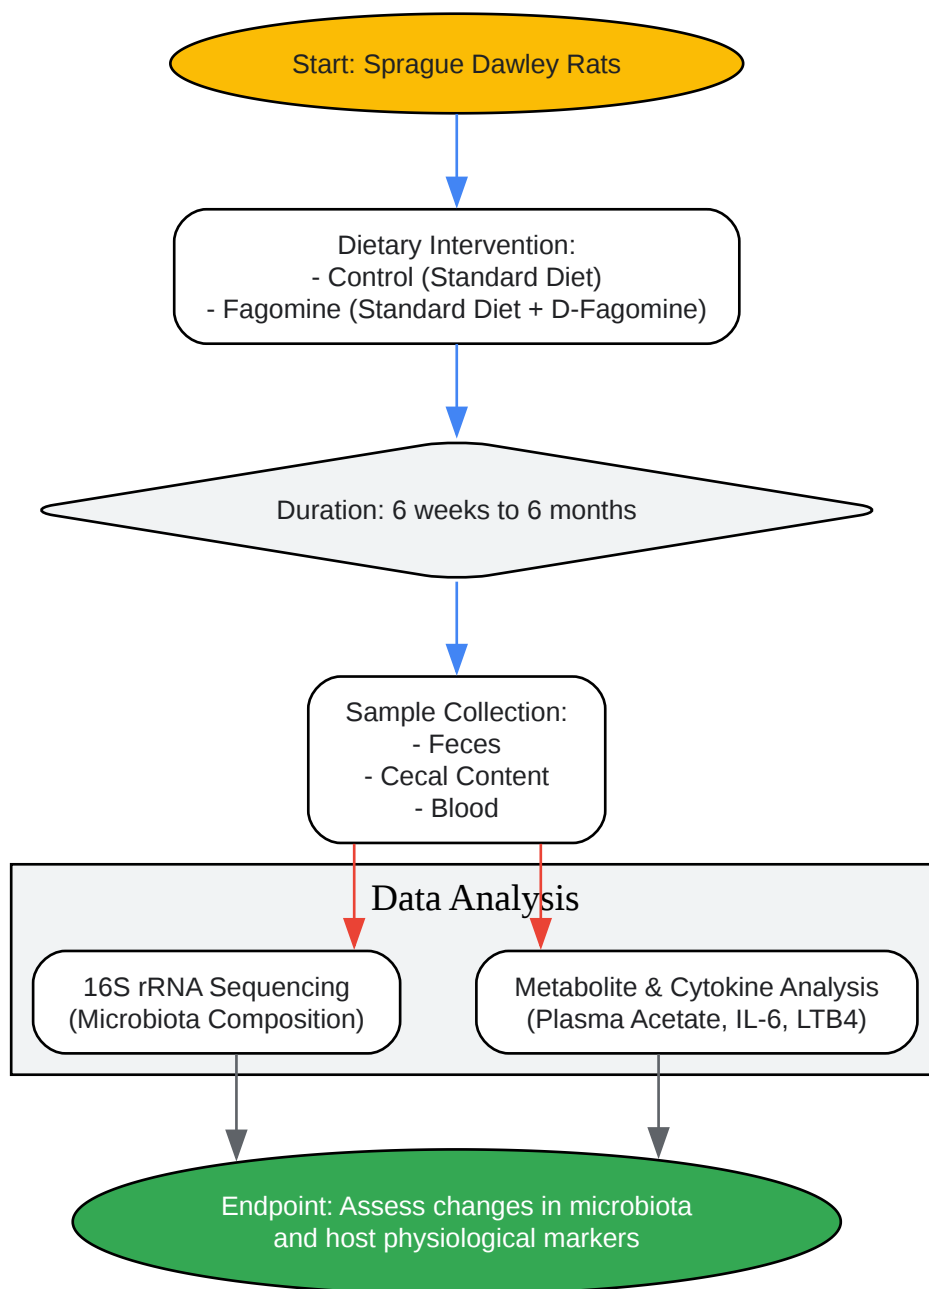 Start: Sprague Dawley Rats
Dietary Intervention:
- Control (Standard Diet)
- Fagomine (Standard Diet + D-Fagomine)
Duration: 6 weeks to 6 months
Sample Collection:
- Feces
- Cecal Content
- Blood
Data Analysis
16S rRNA Sequencing
(Microbiota Composition)
Metabolite & Cytokine Analysis
(Plasma Acetate, IL-6, LTB4)
Endpoint: Assess changes in microbiota
and host physiological markers